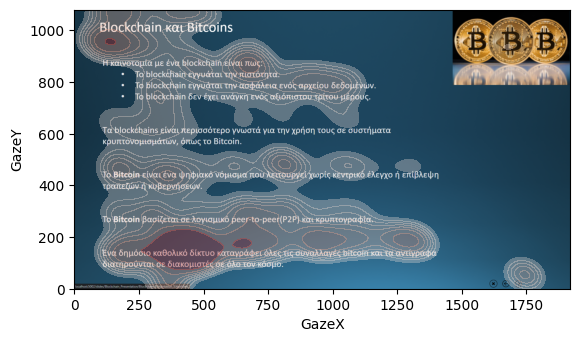 Blockchain και Bitcoins
Η καινοτομία με ένα blockchain είναι πως:
• Το blockchain εγγυάται την πιστότητα.
• Το blockchain εγγυάται την ασφάλεια ενός αρχείου δεδομένων.
• Το blockchain δεν έχει ανάγκη ενός αξιόπιστου τρίτου μέρους.
Τα blockchains είναι περισσότερο γνωστά για την χρήση τους σε συστήματα
κρυπτονομισμάτων, όπως το Bitcoin.
Το Bitcoin είναι ένα ψηφιακό νόμισμα που λειτουργεί χωρίς κεντρικό έλεγχο ή επίβλεψη
τραπεζών ή κυβερνήσεων.
Το Bitcoin βασίζεται σε λογισμικό peer-to-peer(P2P) και κρυπτογραφία.
Ένα δημόσιο καθολικό δίκτυο καταγράφει όλες τις συναλλαγές bitcoin και τα αντίγραφα
διατηρούνται σε διακομιστές σε όλο τον κόσμο.
GazeY
1000
800
600
400
200
0
0 250 500 750 1000 1250 1500 1750
GazeX